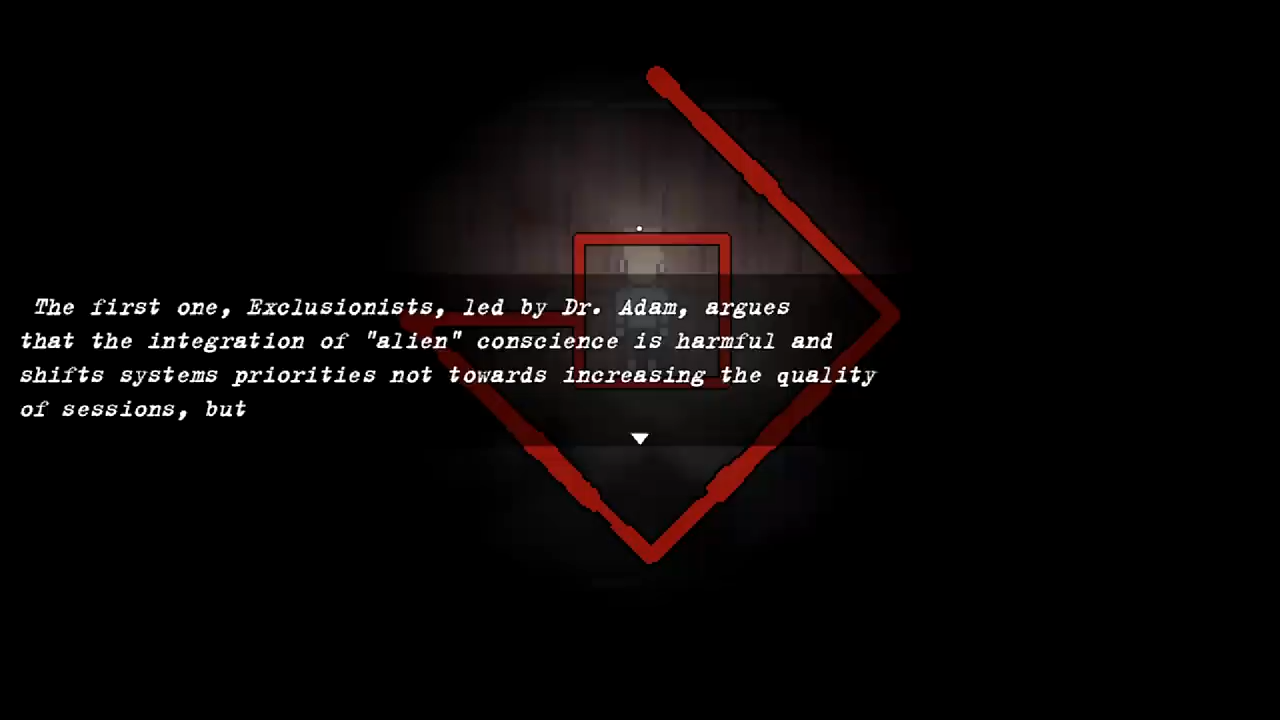 The first one, Exclusionists, led by Dr. Adam, argues
that the integration of "alien" conscience is harmful and
shifts systems priorities not towards increasing the quality
of sessions, but